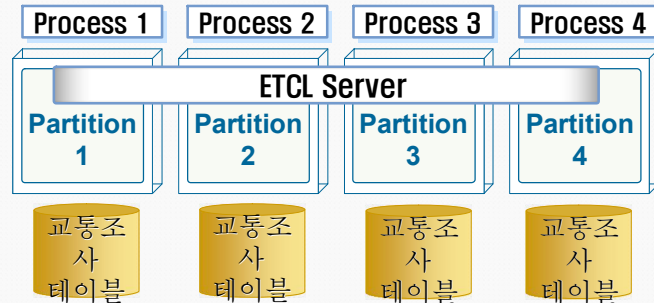 Process 1
Process 2
Process 3
Process 4
ETCL Server
Partition
1
Partition
2
Partition
3
Partition
4
교통조
사
테이블
교통조
사
테이블
교통조
사
테이블
교통조
사
테이블